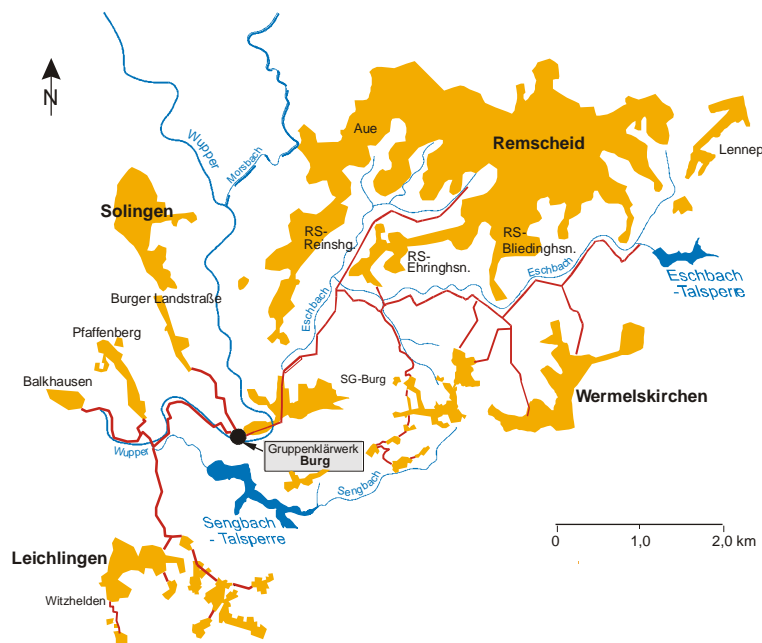 N
Wupper
Morsbach
Aue
Remscheid
Lennep
Solingen
RS-
Reinshg.
RS-
Ehringhsn.
RS-
Bliedinghsn.
Eschbach
Eschbach
-Talsperre
Burger Landstraße
Eschbach
Pfaffenberg
Balkhausen
SG-Burg
Wermelskirchen
Wupper
Gruppenklärwerk
Burg
Sengbach
Sengbach
- Talsperre
0 1,0 2,0 km
Leichlingen
Witzhelden